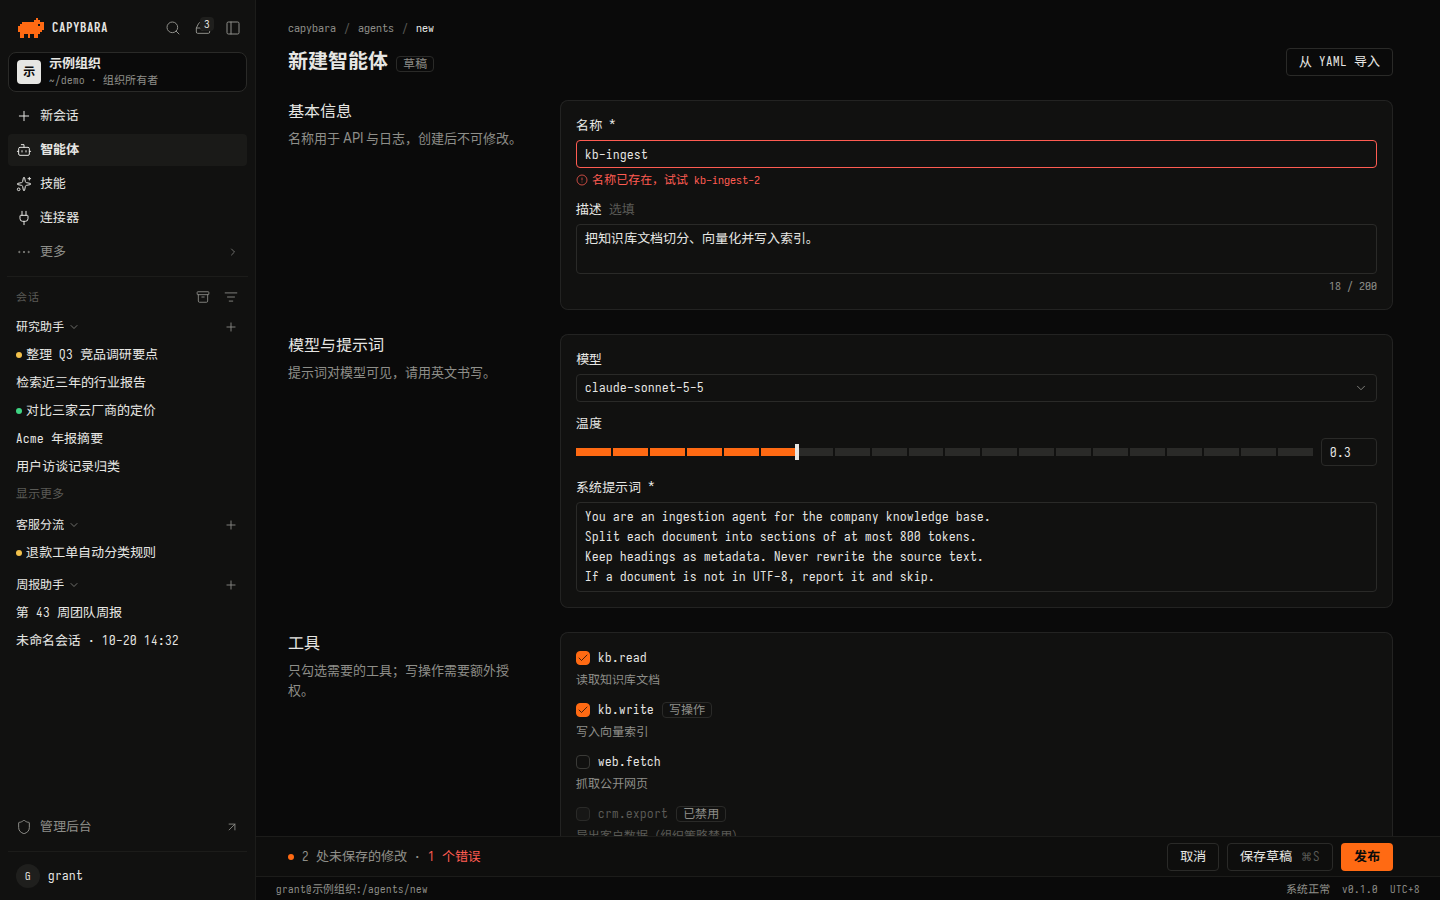 CAPYBARA
3
示
示例组织
~/demo · 组织所有者
新会话
智能体
技能
连接器
更多
会话
研究助手
整理 Q3 竞品调研要点
检索近三年的行业报告
对比三家云厂商的定价
Acme 年报摘要
用户访谈记录归类
显示更多
客服分流
退款工单自动分类规则
周报助手
第 43 周团队周报
未命名会话 · 10-20 14:32
管理后台
G grant
capybara / agents / new
新建智能体 草稿
从 YAML 导入
基本信息
名称用于 API 与日志，创建后不可修改。
名称 *
kb-ingest
名称已存在，试试 kb-ingest-2
描述 选填
把知识库文档切分、向量化并写入索引。
18 / 200
模型与提示词
提示词对模型可见，请用英文书写。
模型
claude-sonnet-5-5
温度
0.3
系统提示词 *
You are an ingestion agent for the company knowledge base.
Split each document into sections of at most 800 tokens.
Keep headings as metadata. Never rewrite the source text.
If a document is not in UTF-8, report it and skip.
工具
只勾选需要的工具；写操作需要额外授
权。
kb.read
读取知识库文档
kb.write 写操作
写入向量索引
web.fetch
抓取公开网页
crm.export 已禁用
导出客户数据（组织策略禁用）
2 处未保存的修改 · 1 个错误
取消
保存草稿 ⌘S
发布
grant@示例组织:/agents/new
系统正常 v0.1.0 UTC+8